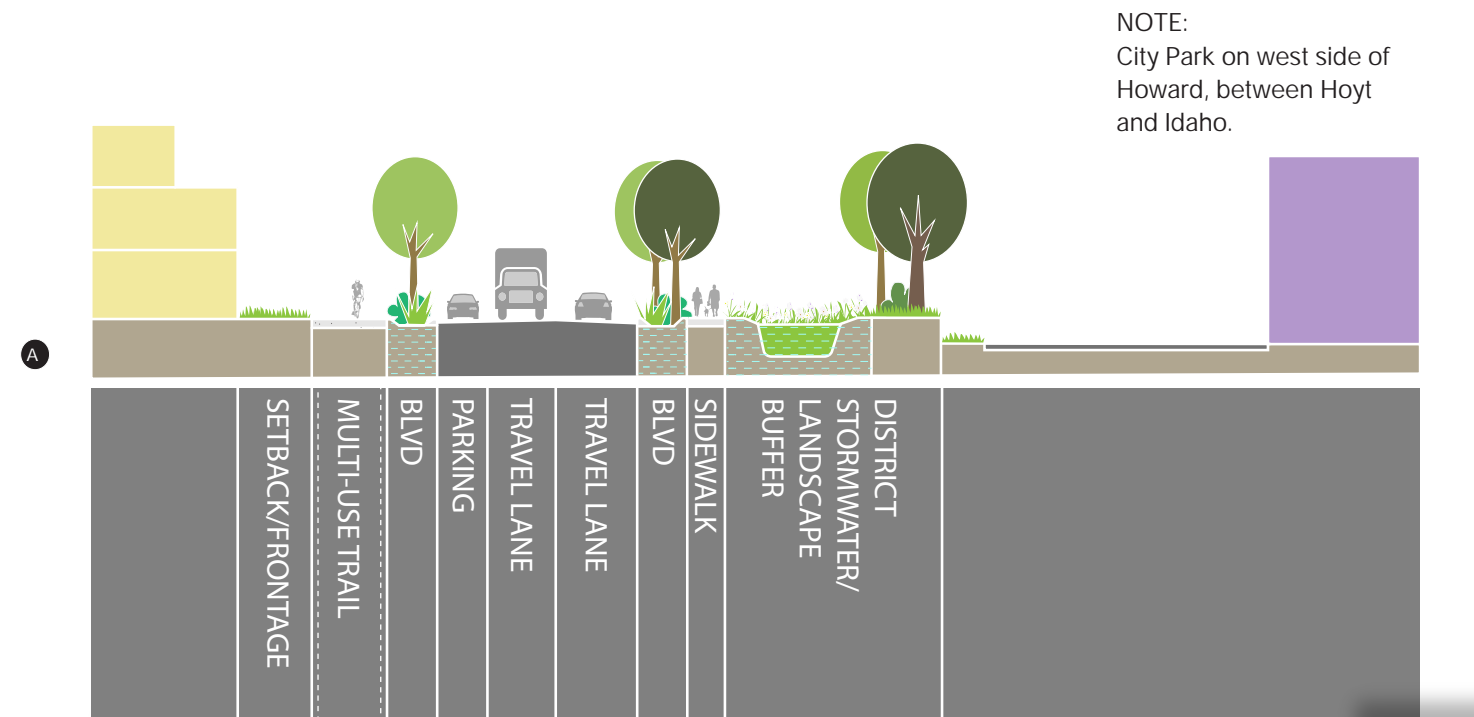 NOTE:
City Park on west side of
Howard, between Hoyt
and Idaho.
A
SETBACK/FRONTAGE
MULTI-USE TRAIL
BLVD
PARKING
TRAVEL LANE
TRAVEL LANE
BLVD
SIDEWALK
DISTRICT
STORMWATER/
LANDSCAPE
BUFFER